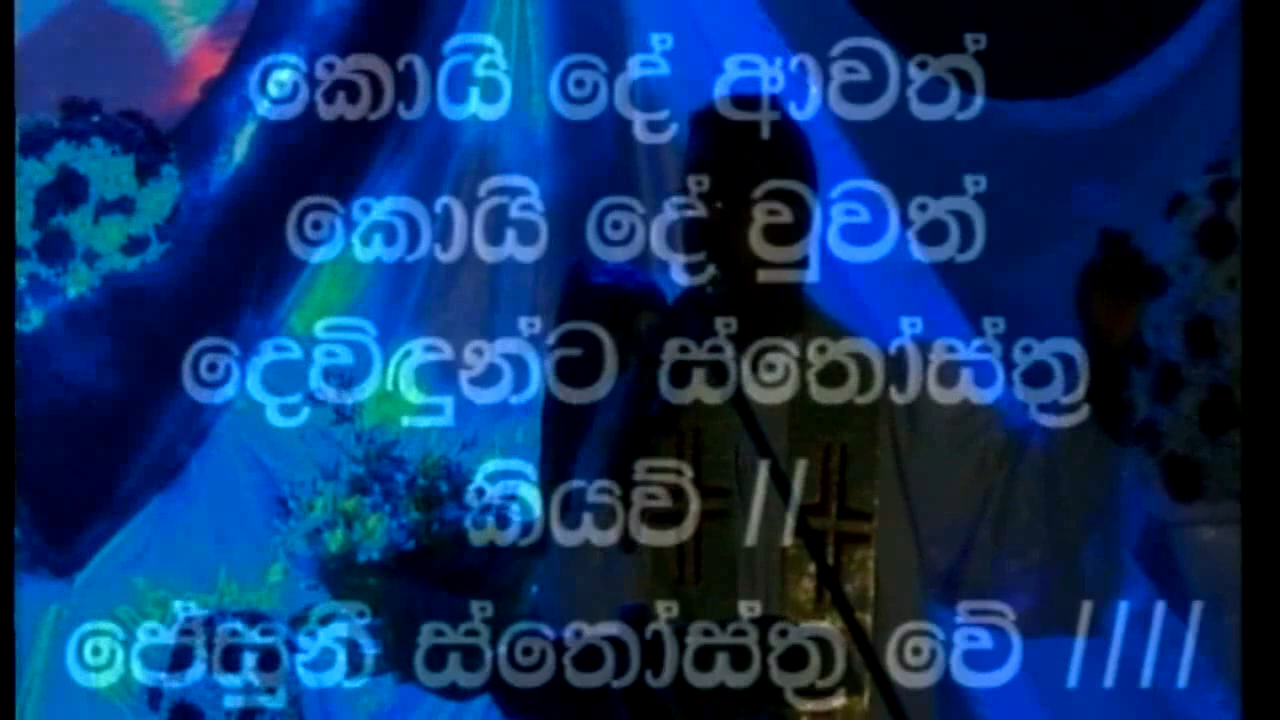 කොයි දේ ආවත්
කොයි දේ වුවත්
දෙවිඳුන්ට ස්තෝස්ත්‍ර
කියව් //
ජේසුනී ස්තෝස්ත්‍ර වේ ////